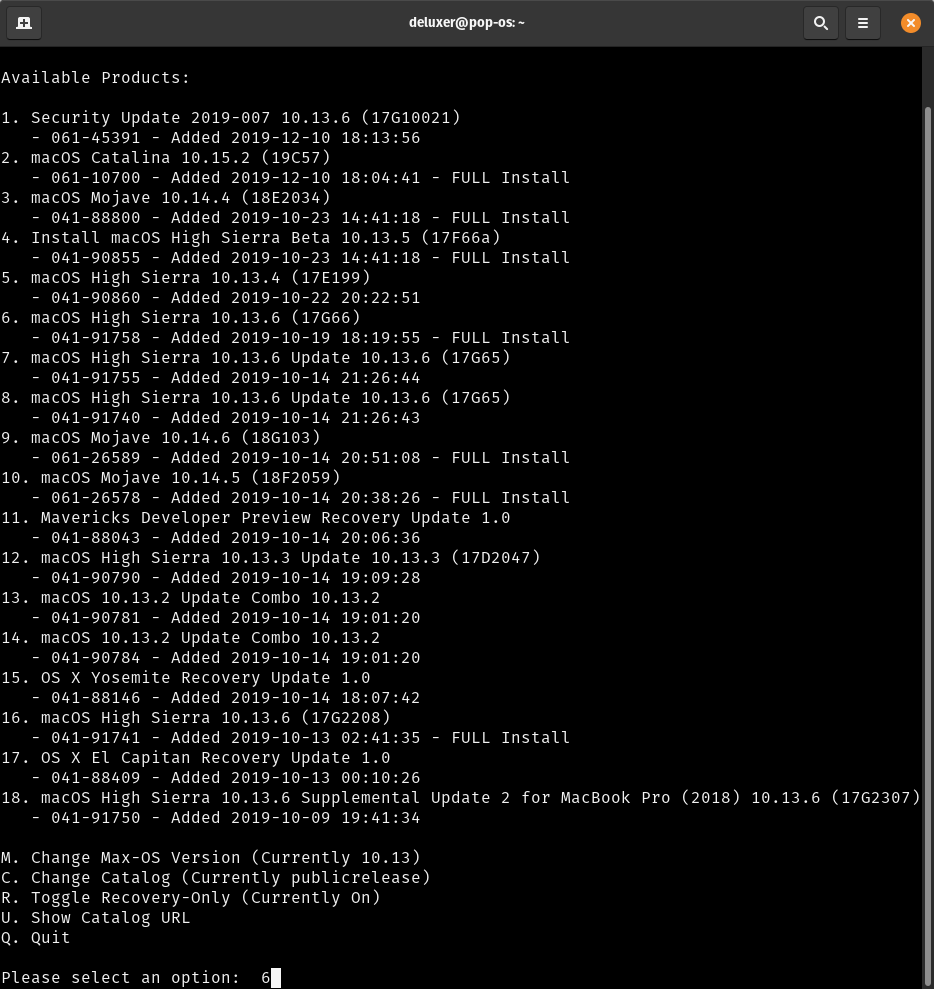 deluxer@pop-os: ~
Available Products:
1. Security Update 2019-007 10.13.6 (17G10021)
   - 061-45391 - Added 2019-12-10 18:13:56
2. macOS Catalina 10.15.2 (19C57)
   - 061-10700 - Added 2019-12-10 18:04:41 - FULL Install
3. macOS Mojave 10.14.4 (18E2034)
   - 041-88800 - Added 2019-10-23 14:41:18 - FULL Install
4. Install macOS High Sierra Beta 10.13.5 (17F66a)
   - 041-90855 - Added 2019-10-23 14:41:18 - FULL Install
5. macOS High Sierra 10.13.4 (17E199)
   - 041-90860 - Added 2019-10-22 20:22:51
6. macOS High Sierra 10.13.6 (17G66)
   - 041-91758 - Added 2019-10-19 18:19:55 - FULL Install
7. macOS High Sierra 10.13.6 Update 10.13.6 (17G65)
   - 041-91755 - Added 2019-10-14 21:26:44
8. macOS High Sierra 10.13.6 Update 10.13.6 (17G65)
   - 041-91740 - Added 2019-10-14 21:26:43
9. macOS Mojave 10.14.6 (18G103)
   - 061-26589 - Added 2019-10-14 20:51:08 - FULL Install
10. macOS Mojave 10.14.5 (18F2059)
   - 061-26578 - Added 2019-10-14 20:38:26 - FULL Install
11. Mavericks Developer Preview Recovery Update 1.0
   - 041-88043 - Added 2019-10-14 20:06:36
12. macOS High Sierra 10.13.3 Update 10.13.3 (17D2047)
   - 041-90790 - Added 2019-10-14 19:09:28
13. macOS 10.13.2 Update Combo 10.13.2
   - 041-90781 - Added 2019-10-14 19:01:20
14. macOS 10.13.2 Update Combo 10.13.2
   - 041-90784 - Added 2019-10-14 19:01:20
15. OS X Yosemite Recovery Update 1.0
   - 041-88146 - Added 2019-10-14 18:07:42
16. macOS High Sierra 10.13.6 (17G2208)
   - 041-91741 - Added 2019-10-13 02:41:35 - FULL Install
17. OS X El Capitan Recovery Update 1.0
   - 041-88409 - Added 2019-10-13 00:10:26
18. macOS High Sierra 10.13.6 Supplemental Update 2 for MacBook Pro (2018) 10.13.6 (17G2307)
   - 041-91750 - Added 2019-10-09 19:41:34
M. Change Max-OS Version (Currently 10.13)
C. Change Catalog (Currently publicrelease)
R. Toggle Recovery-Only (Currently On)
U. Show Catalog URL
Q. Quit
Please select an option:  6